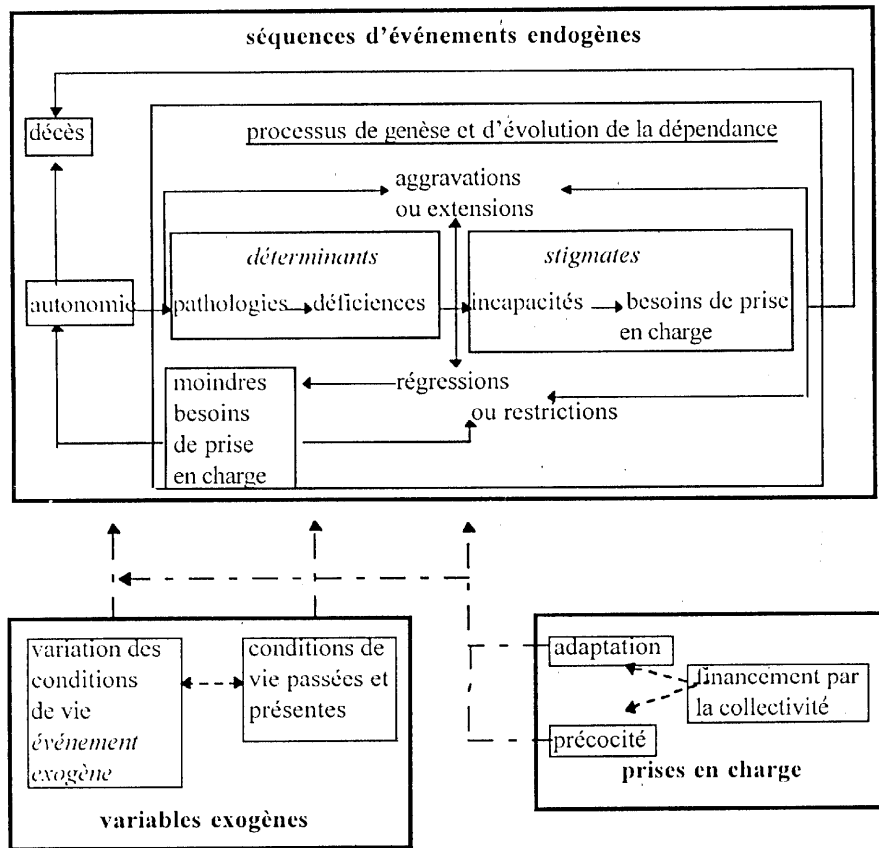 séquences d'événements endogènes
décès
processus de genèse et d'évolution de la dépendance
aggravations
ou extensions
déterminants
stigmates
autonomie
pathologies
déficiences
incapacités
besoins de prise
en charge
moindres
besoins
de prise
en charge
régressions
ou restrictions
variation des
conditions
de vie
événement
exogène
conditions de
vie passées et
présentes
variables exogènes
adaptation
financement par
la collectivité
précocité
prises en charge